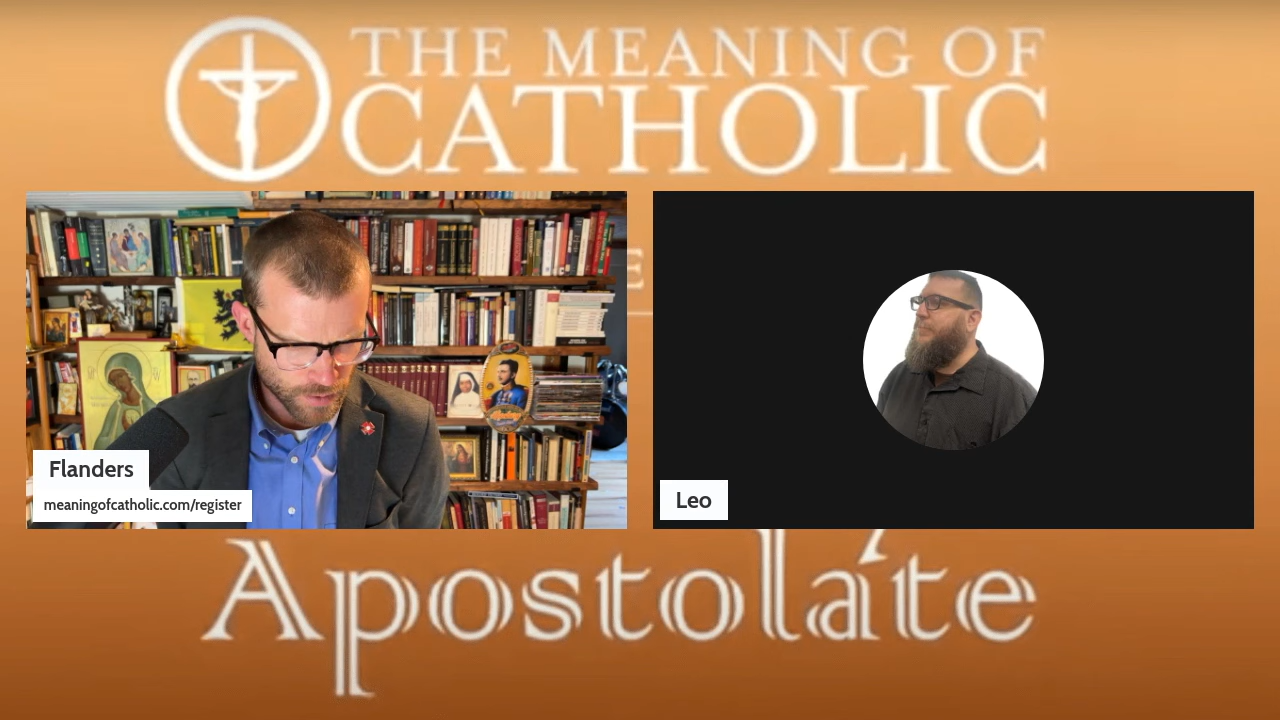 THE MEANING OF
CATHOLIC
E
Flanders
meaningofcatholic.com/register
Leo
Apostolate